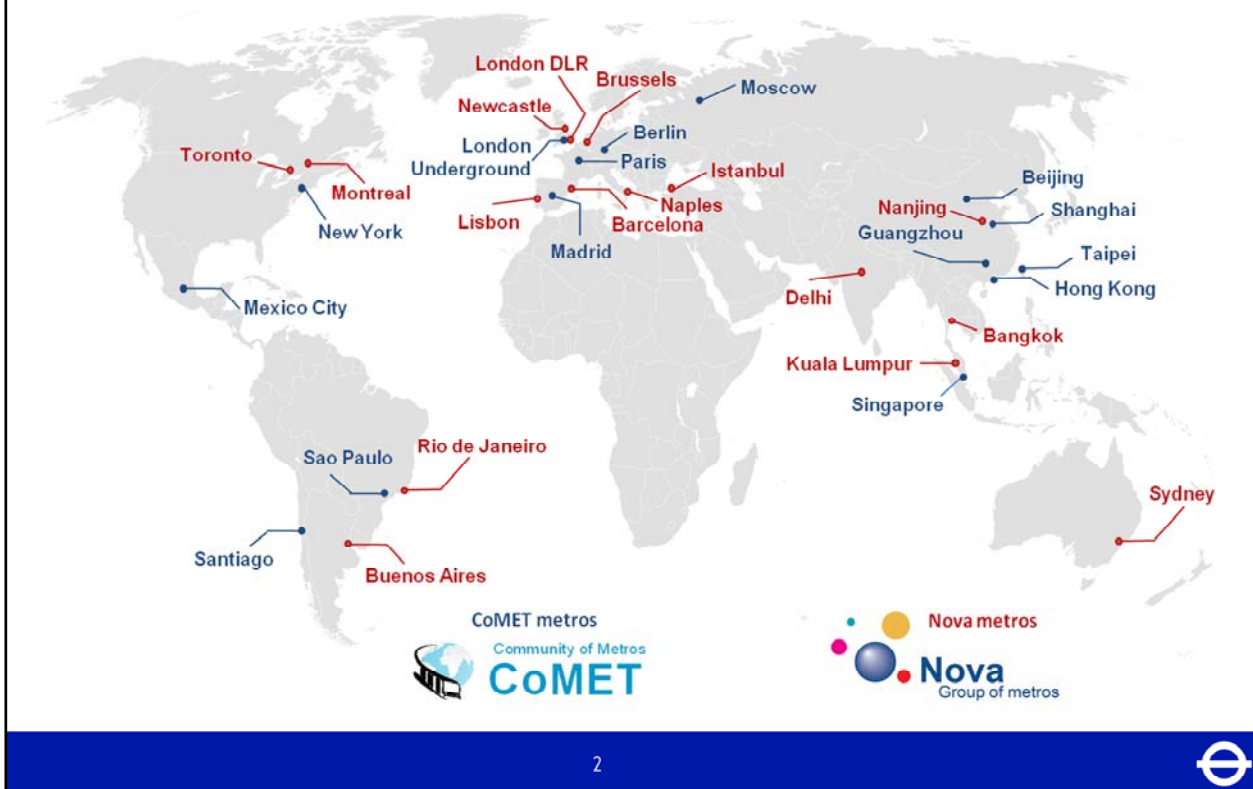 London DLR
Brussels
Moscow
Newcastle
Berlin
London
Underground
Paris
Toronto
Montreal
Istanbul
Beijing
Nanjing
Shanghai
Guangzhou
New York
Lisbon
Naples
Barcelona
Madrid
Taipei
Delhi
Hong Kong
Mexico City
Bangkok
Kuala Lumpur
Singapore
Rio de Janeiro
Sao Paulo
Sydney
Santiago
Buenos Aires
CoMET metros
Community of Metros
CoMET
Nova metros
Nova
Group of metros
2